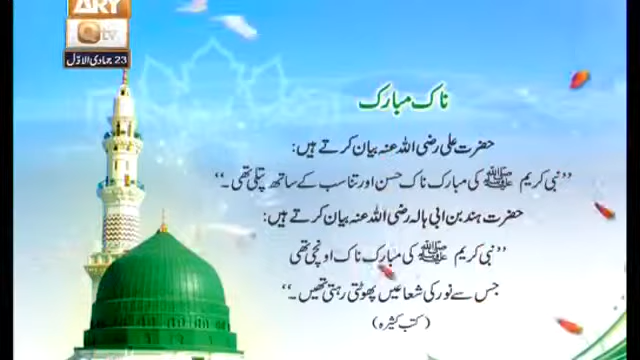 ARY
Qtv
23 جمادی الاوّل
ناک مبارک
حضرت علی رضی اللہ عنہ بیان کرتے ہیں:
’’نبی کریم ﷺ کی مبارک ناک حسن اور تناسب کے ساتھ پتلی تھی۔‘‘
حضرت ہند بن ابی ہالہ رضی اللہ عنہ بیان کرتے ہیں:
’’نبی کریم ﷺ کی مبارک ناک اونچی تھی
جس سے نور کی شعاعیں پھوٹتی رہتی تھیں۔‘‘
(کتب کثیرہ)